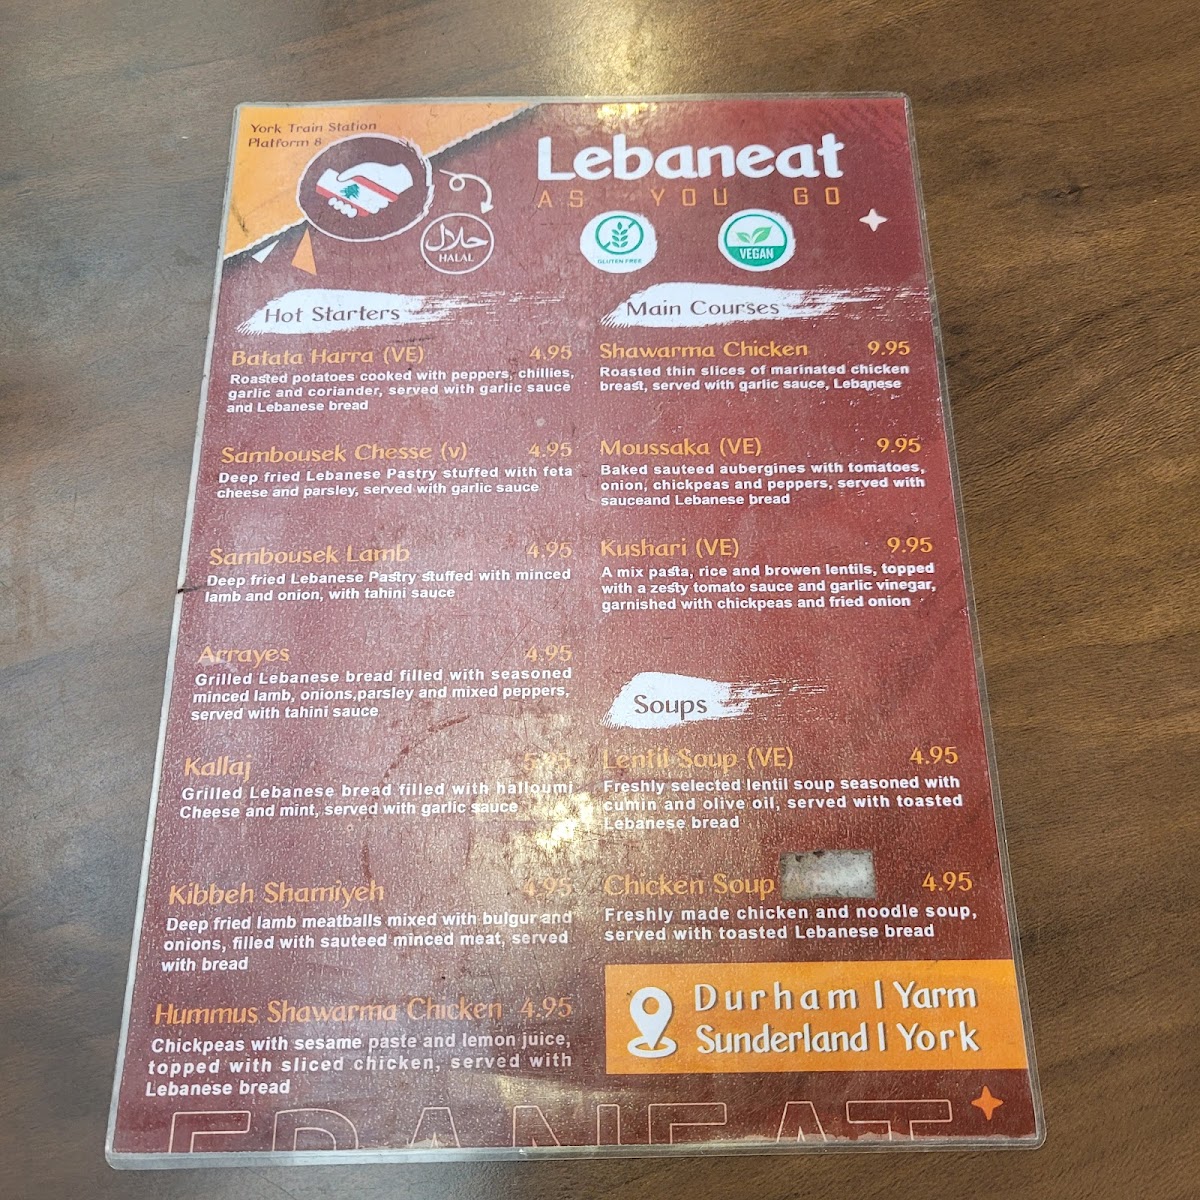 York Train Station
Platform 8
Lebaneat
AS YOU GO
حلال
HALAL
GLUTEN FREE
VEGAN
Hot Starters
Batata Harra (VE) 4.95
Roasted potatoes cooked with peppers, chillies,
garlic and coriander, served with garlic sauce
and Lebanese bread
Sambousek Chesse (v) 4.95
Deep fried Lebanese Pastry stuffed with feta
cheese and parsley, served with garlic sauce
Sambousek Lamb 4.95
Deep fried Lebanese Pastry stuffed with minced
lamb and onion, with tahini sauce
Arrayes 4.95
Grilled Lebanese bread filled with seasoned
minced lamb, onions,parsley and mixed peppers,
served with tahini sauce
Kallaj 5.95
Grilled Lebanese bread filled with halloumi
Cheese and mint, served with garlic sauce
Kibbeh Shamiyeh 4.95
Deep fried lamb meatballs mixed with bulgur and
onions, filled with sauteed minced meat, served
with bread
Hummus Shawarma Chicken 4.95
Chickpeas with sesame paste and lemon juice,
topped with sliced chicken, served with
Lebanese bread
Main Courses
Shawarma Chicken 9.95
Roasted thin slices of marinated chicken
breast, served with garlic sauce, Lebanese
Moussaka (VE) 9.95
Baked sauteed aubergines with tomatoes,
onion, chickpeas and peppers, served with
sauceand Lebanese bread
Kushari (VE) 9.95
A mix pasta, rice and browen lentils, topped
with a zesty tomato sauce and garlic vinegar,
garnished with chickpeas and fried onion
Soups
Lentil Soup (VE) 4.95
Freshly selected lentil soup seasoned with
cumin and olive oil, served with toasted
Lebanese bread
Chicken Soup 4.95
Freshly made chicken and noodle soup,
served with toasted Lebanese bread
Durham | Yarm
Sunderland | York
EBANEAT